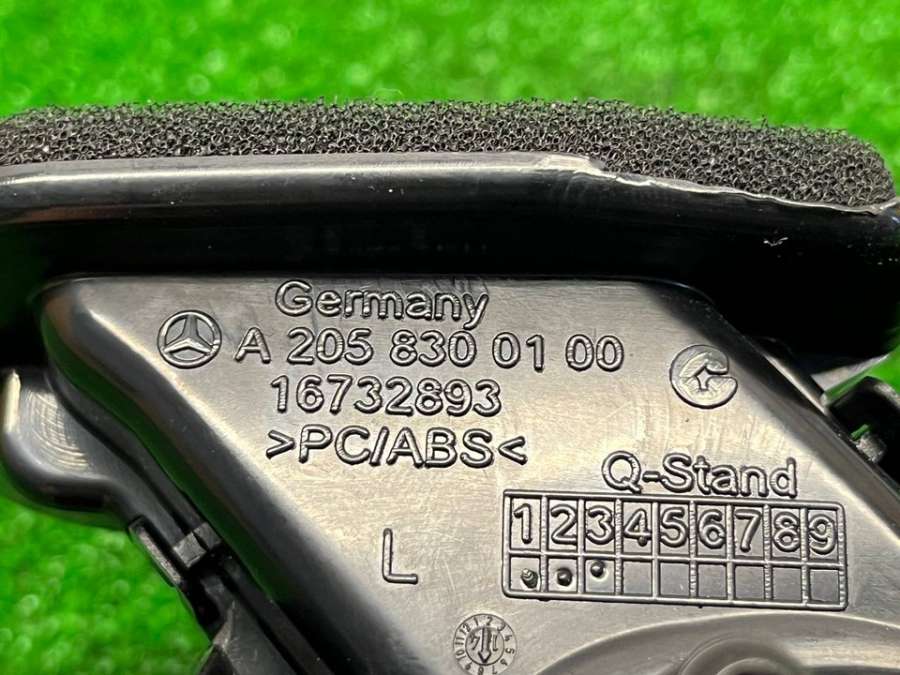 Germany
A 205 830 01 00
16732893
>PC/ABS<
Q-Stand
1 2 3 4 5 6 7 8 9
L